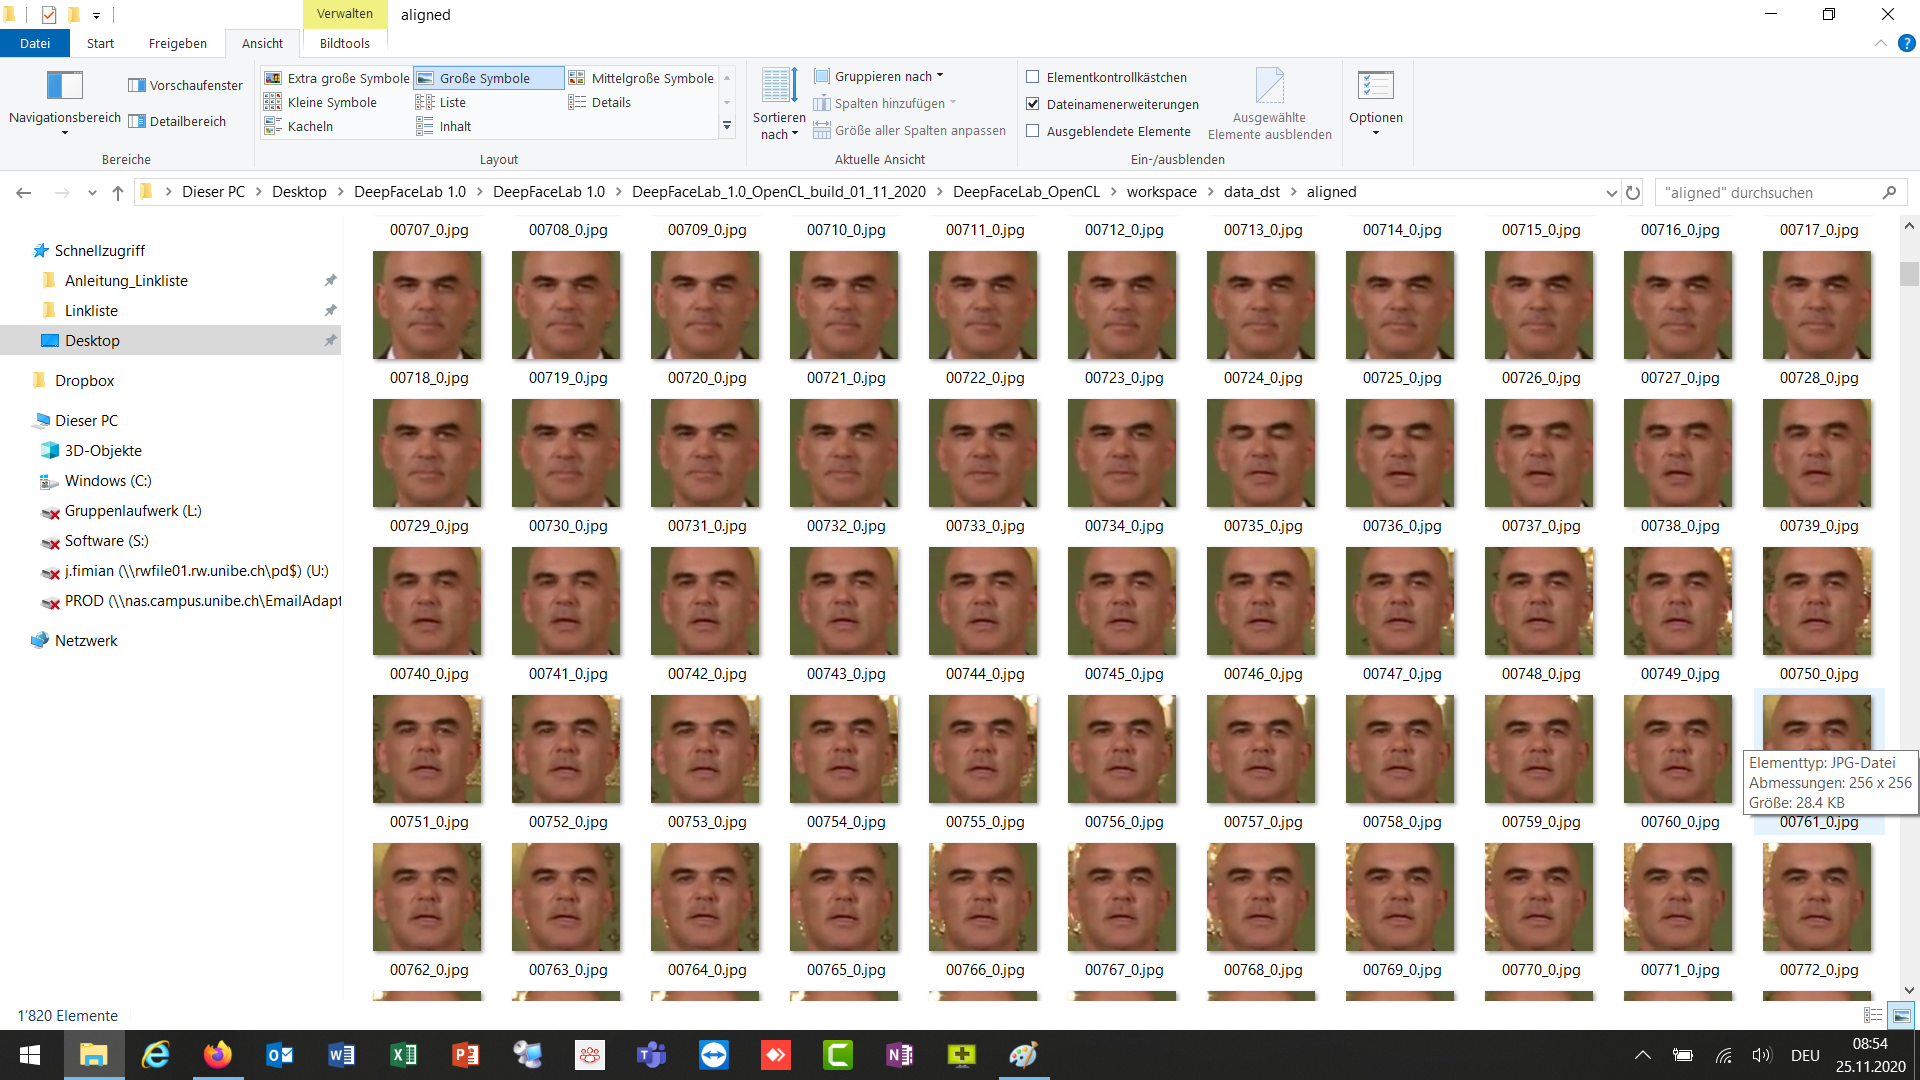 Verwalten
aligned
Datei
Start
Freigeben
Ansicht
Bildtools
Navigationsbereich
Vorschaufenster
Detailbereich
Bereiche
Extra große Symbole
Große Symbole
Mittelgroße Symbole
Kleine Symbole
Liste
Details
Kacheln
Inhalt
Layout
Sortieren
nach
Gruppieren nach
Spalten hinzufügen
Größe aller Spalten anpassen
Aktuelle Ansicht
Elementkontrollkästchen
Dateinamenerweiterungen
Ausgeblendete Elemente
Ausgewählte
Elemente ausblenden
Ein-/ausblenden
Optionen
Dieser PC
Desktop
DeepFaceLab 1.0
DeepFaceLab 1.0
DeepFaceLab_1.0_OpenCL_build_01_11_2020
DeepFaceLab_OpenCL
workspace
data_dst
aligned
"aligned" durchsuchen
Schnellzugriff
Anleitung_Linkliste
Linkliste
Desktop
Dropbox
Dieser PC
3D-Objekte
Windows (C:)
Gruppenlaufwerk (L:)
Software (S:)
j.fimian (\\rwfile01.rw.unibe.ch\pd$) (U:)
PROD (\\nas.campus.unibe.ch\EmailAdapt
Netzwerk
00707_0.jpg 00708_0.jpg 00709_0.jpg 00710_0.jpg 00711_0.jpg 00712_0.jpg 00713_0.jpg 00714_0.jpg 00715_0.jpg 00716_0.jpg 00717_0.jpg
00718_0.jpg 00719_0.jpg 00720_0.jpg 00721_0.jpg 00722_0.jpg 00723_0.jpg 00724_0.jpg 00725_0.jpg 00726_0.jpg 00727_0.jpg 00728_0.jpg
00729_0.jpg 00730_0.jpg 00731_0.jpg 00732_0.jpg 00733_0.jpg 00734_0.jpg 00735_0.jpg 00736_0.jpg 00737_0.jpg 00738_0.jpg 00739_0.jpg
00740_0.jpg 00741_0.jpg 00742_0.jpg 00743_0.jpg 00744_0.jpg 00745_0.jpg 00746_0.jpg 00747_0.jpg 00748_0.jpg 00749_0.jpg 00750_0.jpg
Elementtyp: JPG-Datei
Abmessungen: 256 x 256
Größe: 28.4 KB
00751_0.jpg 00752_0.jpg 00753_0.jpg 00754_0.jpg 00755_0.jpg 00756_0.jpg 00757_0.jpg 00758_0.jpg 00759_0.jpg 00760_0.jpg 00761_0.jpg
00762_0.jpg 00763_0.jpg 00764_0.jpg 00765_0.jpg 00766_0.jpg 00767_0.jpg 00768_0.jpg 00769_0.jpg 00770_0.jpg 00771_0.jpg 00772_0.jpg
1'820 Elemente
DEU
08:54
25.11.2020